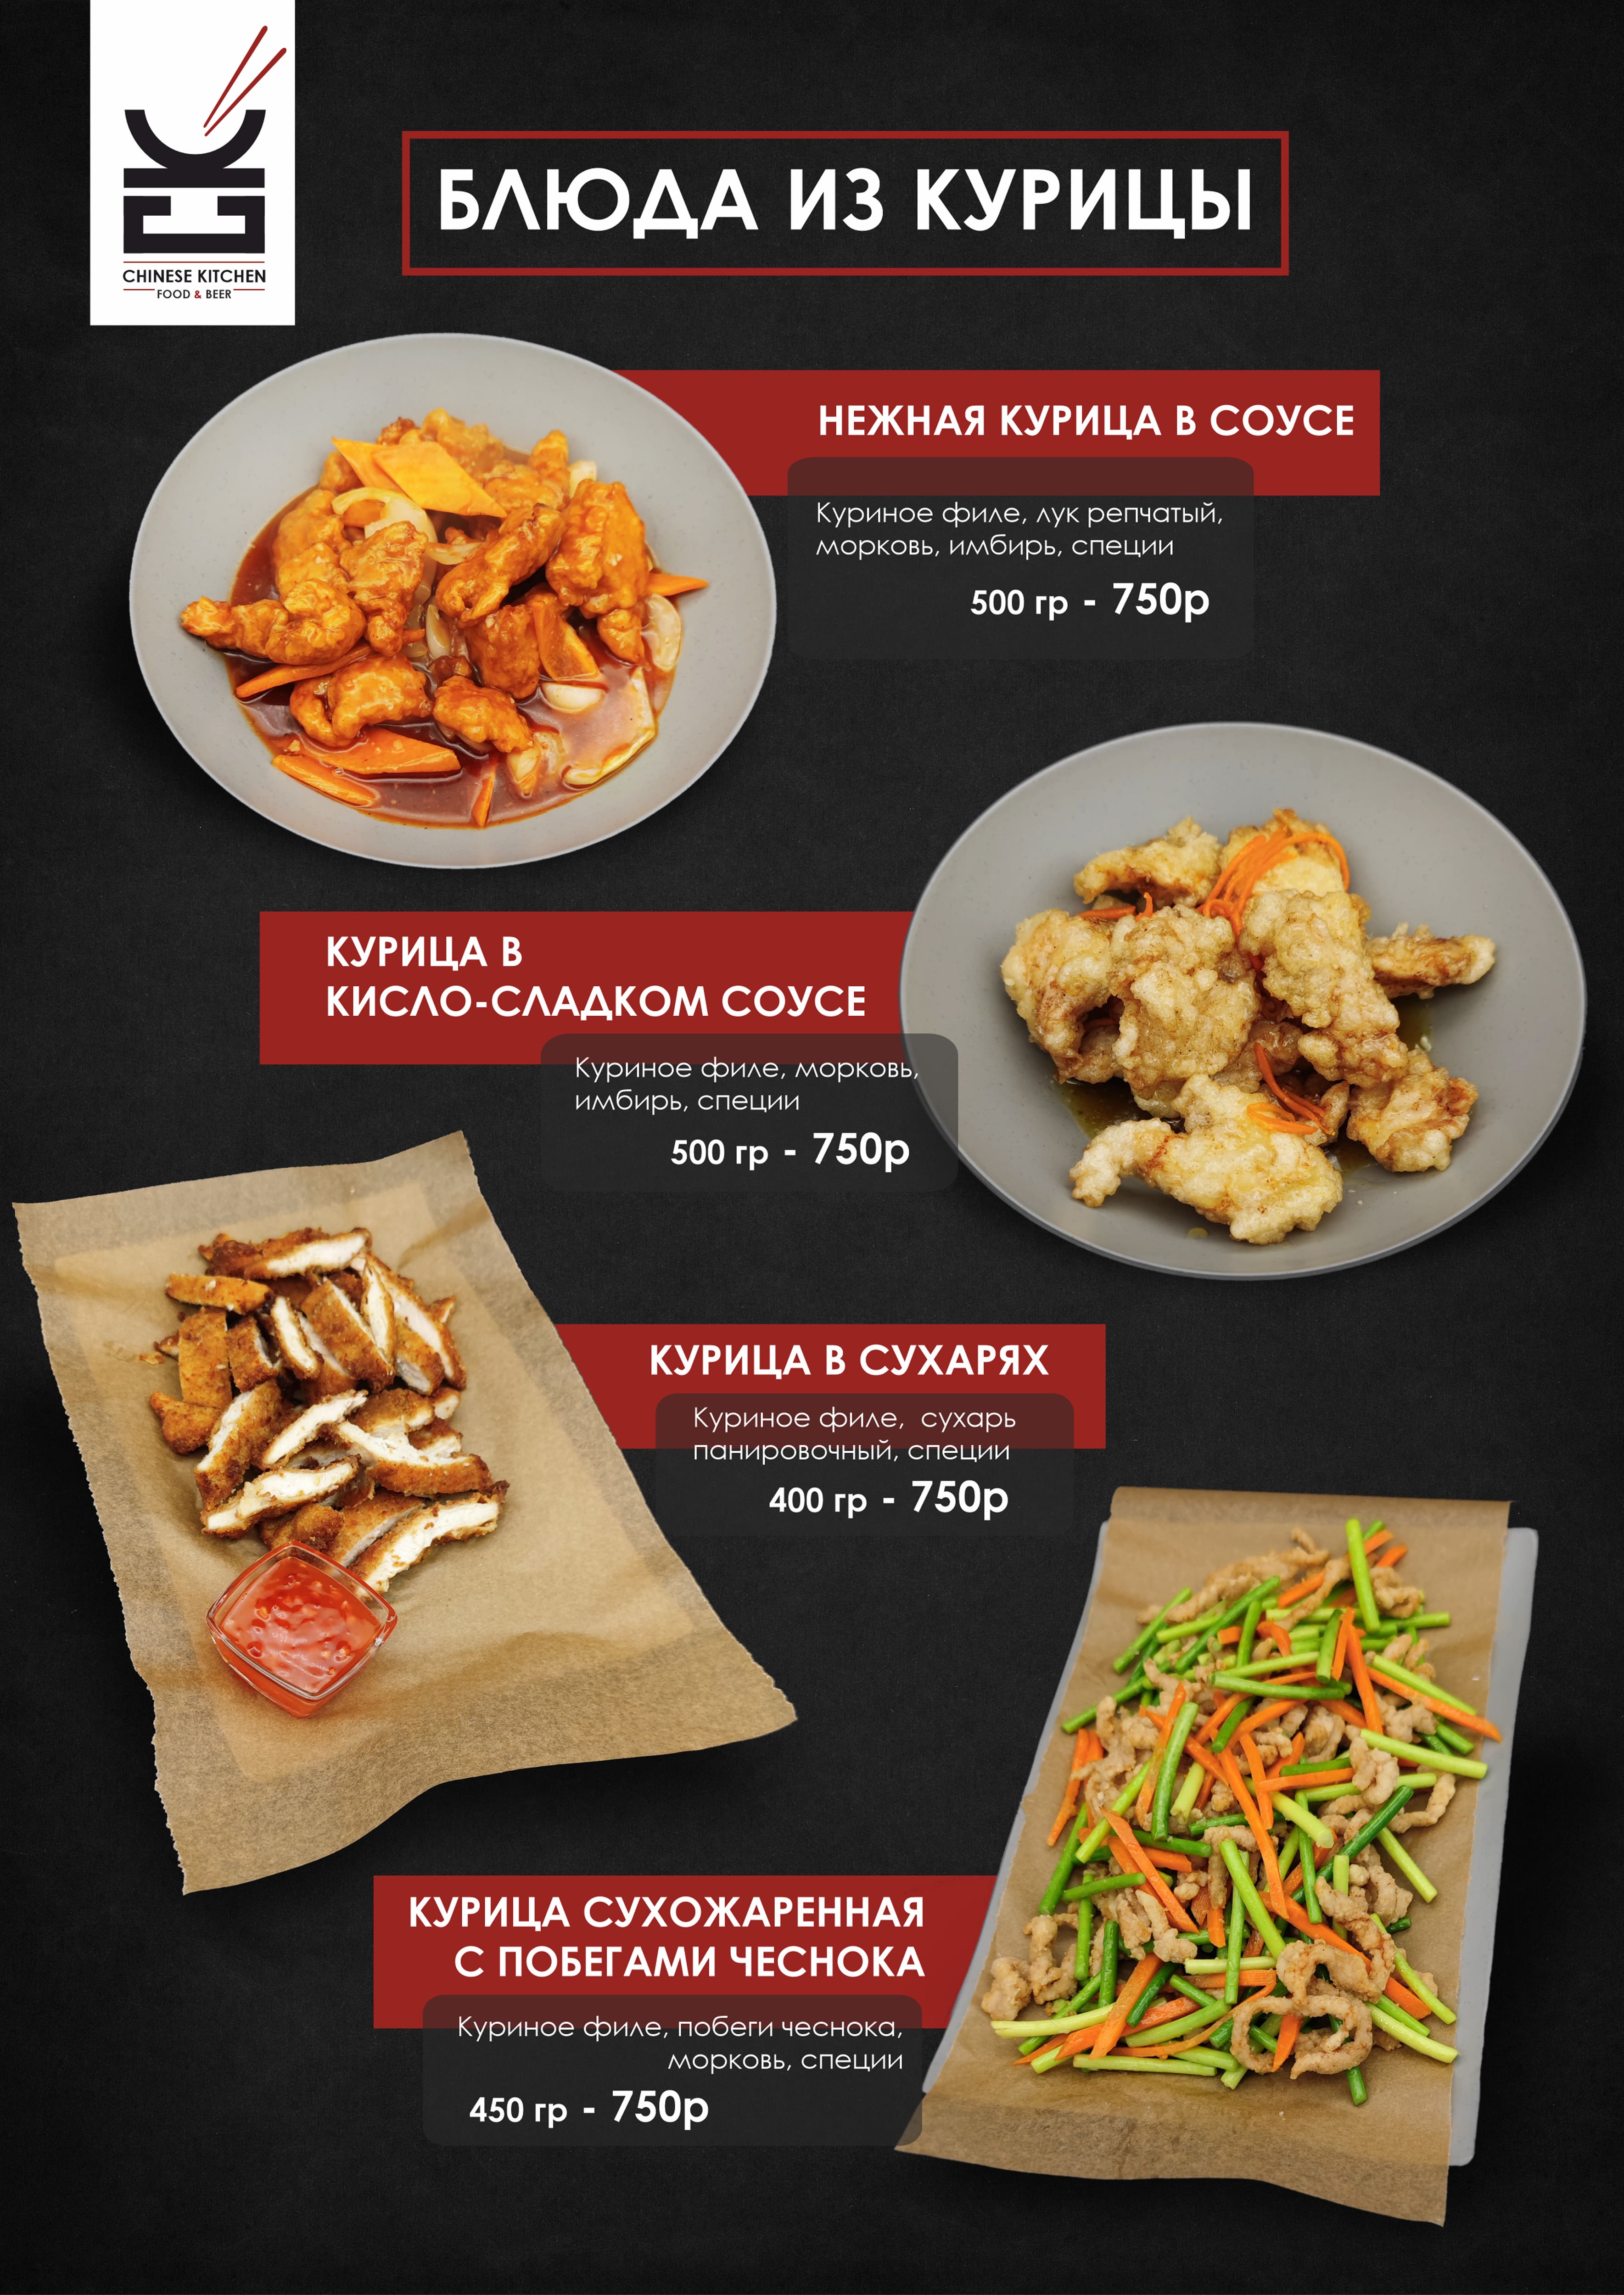 CHINESE KITCHEN
FOOD & BEER
БЛЮДА ИЗ КУРИЦЫ
НЕЖНАЯ КУРИЦА В СОУСЕ
Куриное филе, лук репчатый,
морковь, имбирь, специи
500 гр - 750р
КУРИЦА В
КИСЛО-СЛАДКОМ СОУСЕ
Куриное филе, морковь,
имбирь, специи
500 гр - 750р
КУРИЦА В СУХАРЯХ
Куриное филе, сухарь
панировочный, специи
400 гр - 750р
КУРИЦА СУХОЖАРЕННАЯ
С ПОБЕГАМИ ЧЕСНОКА
Куриное филе, побеги чеснока,
морковь, специи
450 гр - 750р